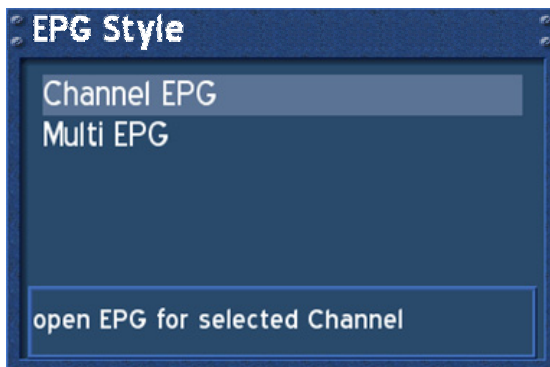 EPG Style
Channel EPG
Multi EPG
open EPG for selected Channel